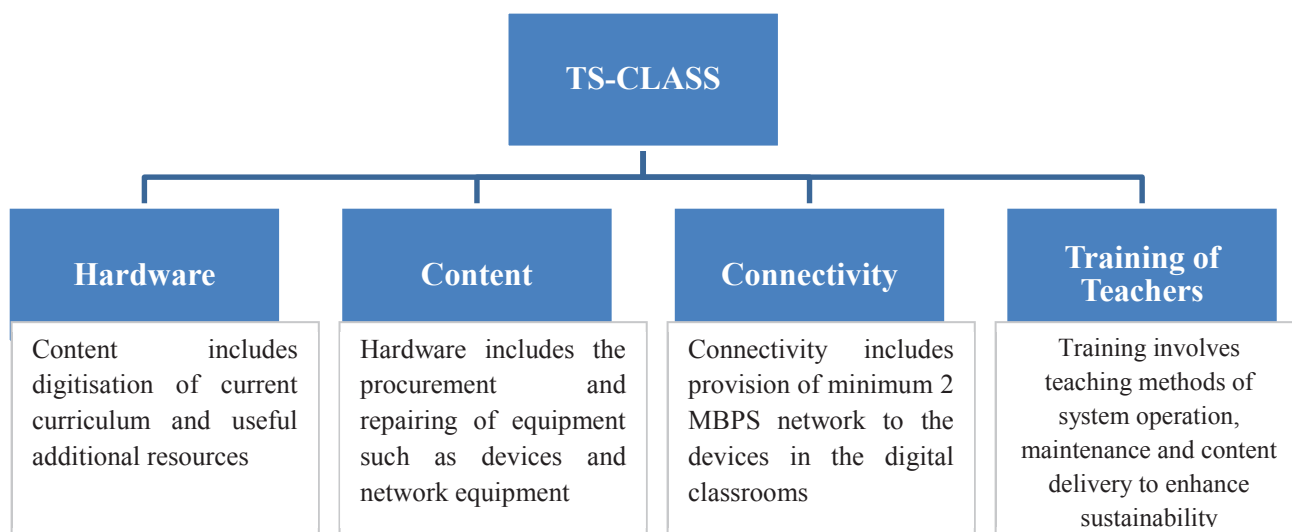 TS-CLASS
Hardware
Content includes
digitisation of current
curriculum and useful
additional resources
Content
Hardware includes the
procurement and
repairing of equipment
such as devices and
network equipment
Connectivity
Connectivity includes
provision of minimum 2
MBPS network to the
devices in the digital
classrooms
Training of
Teachers
Training involves
teaching methods of
system operation,
maintenance and content
delivery to enhance
sustainability